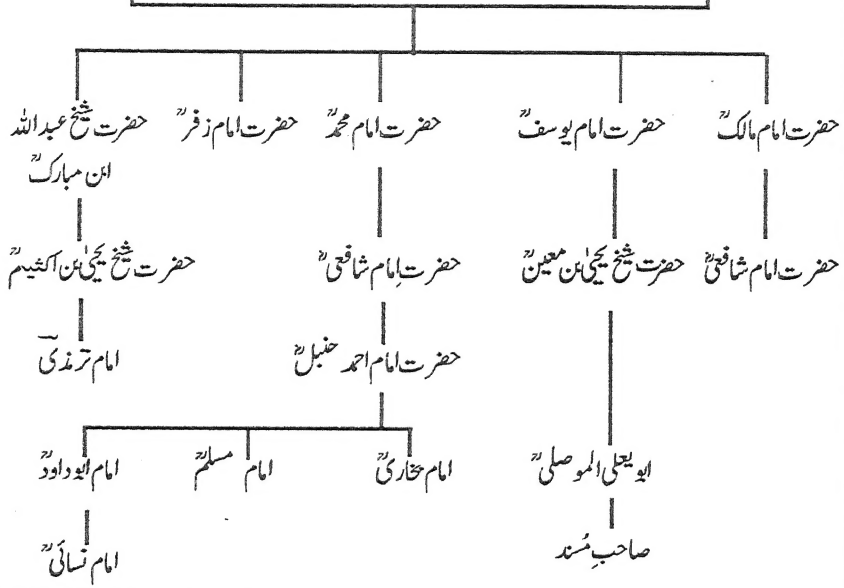 حضرت امام مالکؒ
حضرت امام یوسفؒ
حضرت امام محمدؒ
حضرت امام زفرؒ
حضرت شیخ عبداللہ
ابن مبارکؒ
حضرت امام شافعیؒ
حضرت شیخ یحییٰ بن معینؒ
حضرتِ امام شافعیؒ
حضرت شیخ یحییٰ بن اکثیمؒ
حضرت امام احمد حنبلؒ
امام ترمذیؒ
ابو یعلی الموصلیؒ
امام بخاریؒ
امام مسلمؒ
امام ابوداودؒ
صاحبِ مُسند
امام نسائیؒ